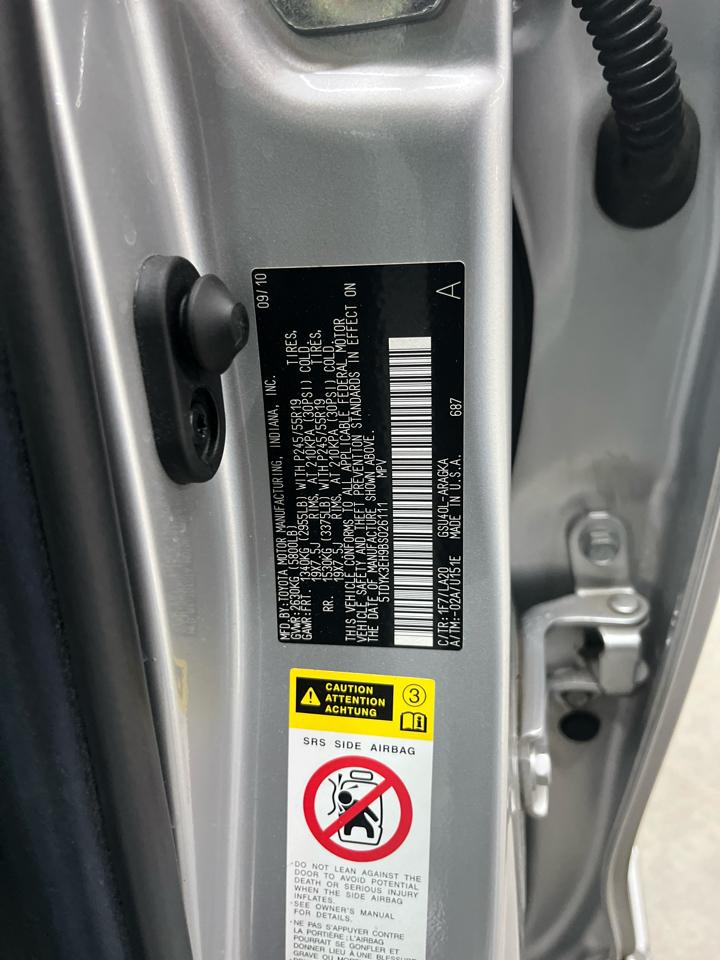 MFD.BY:TOYOTA MOTOR MANUFACTURING, INDIANA, INC. 09/10
GVWR:2630KG (5800LB)
GAWR:FRT. 1340KG (2955LB) WITH P245/55R19 TIRES,
19X7.5J RIMS, AT 210KPA (30PSI) COLD,
RR. 1530KG (3375LB) WITH P245/55R19 TIRES,
19X7.5J RIMS, AT 210KPA (30PSI) COLD,
THIS VEHICLE CONFORMS TO ALL APPLICABLE FEDERAL MOTOR
VEHICLE SAFETY AND THEFT PREVENTION STANDARDS IN EFFECT ON
THE DATE OF MANUFACTURE SHOWN ABOVE.
5TDYK3EH9BS026111 MPV
C/TR:1F7/LA20 GSU40L-ARAGKA 687 A
A/TM:-02A/U151E MADE IN U.S.A.
CAUTION
ATTENTION
ACHTUNG
3
SRS SIDE AIRBAG
·DO NOT LEAN AGAINST THE
DOOR TO AVOID POTENTIAL
DEATH OR SERIOUS INJURY
WHEN THE SIDE AIRBAG
INFLATES.
·SEE OWNER'S MANUAL
FOR DETAILS.
·NE PAS S'APPUYER CONTRE
LA PORTIÈRE; L'AIRBAG
POURRAIT SE GONFLER ET
DONNER LIEU À UNE BLESSURE